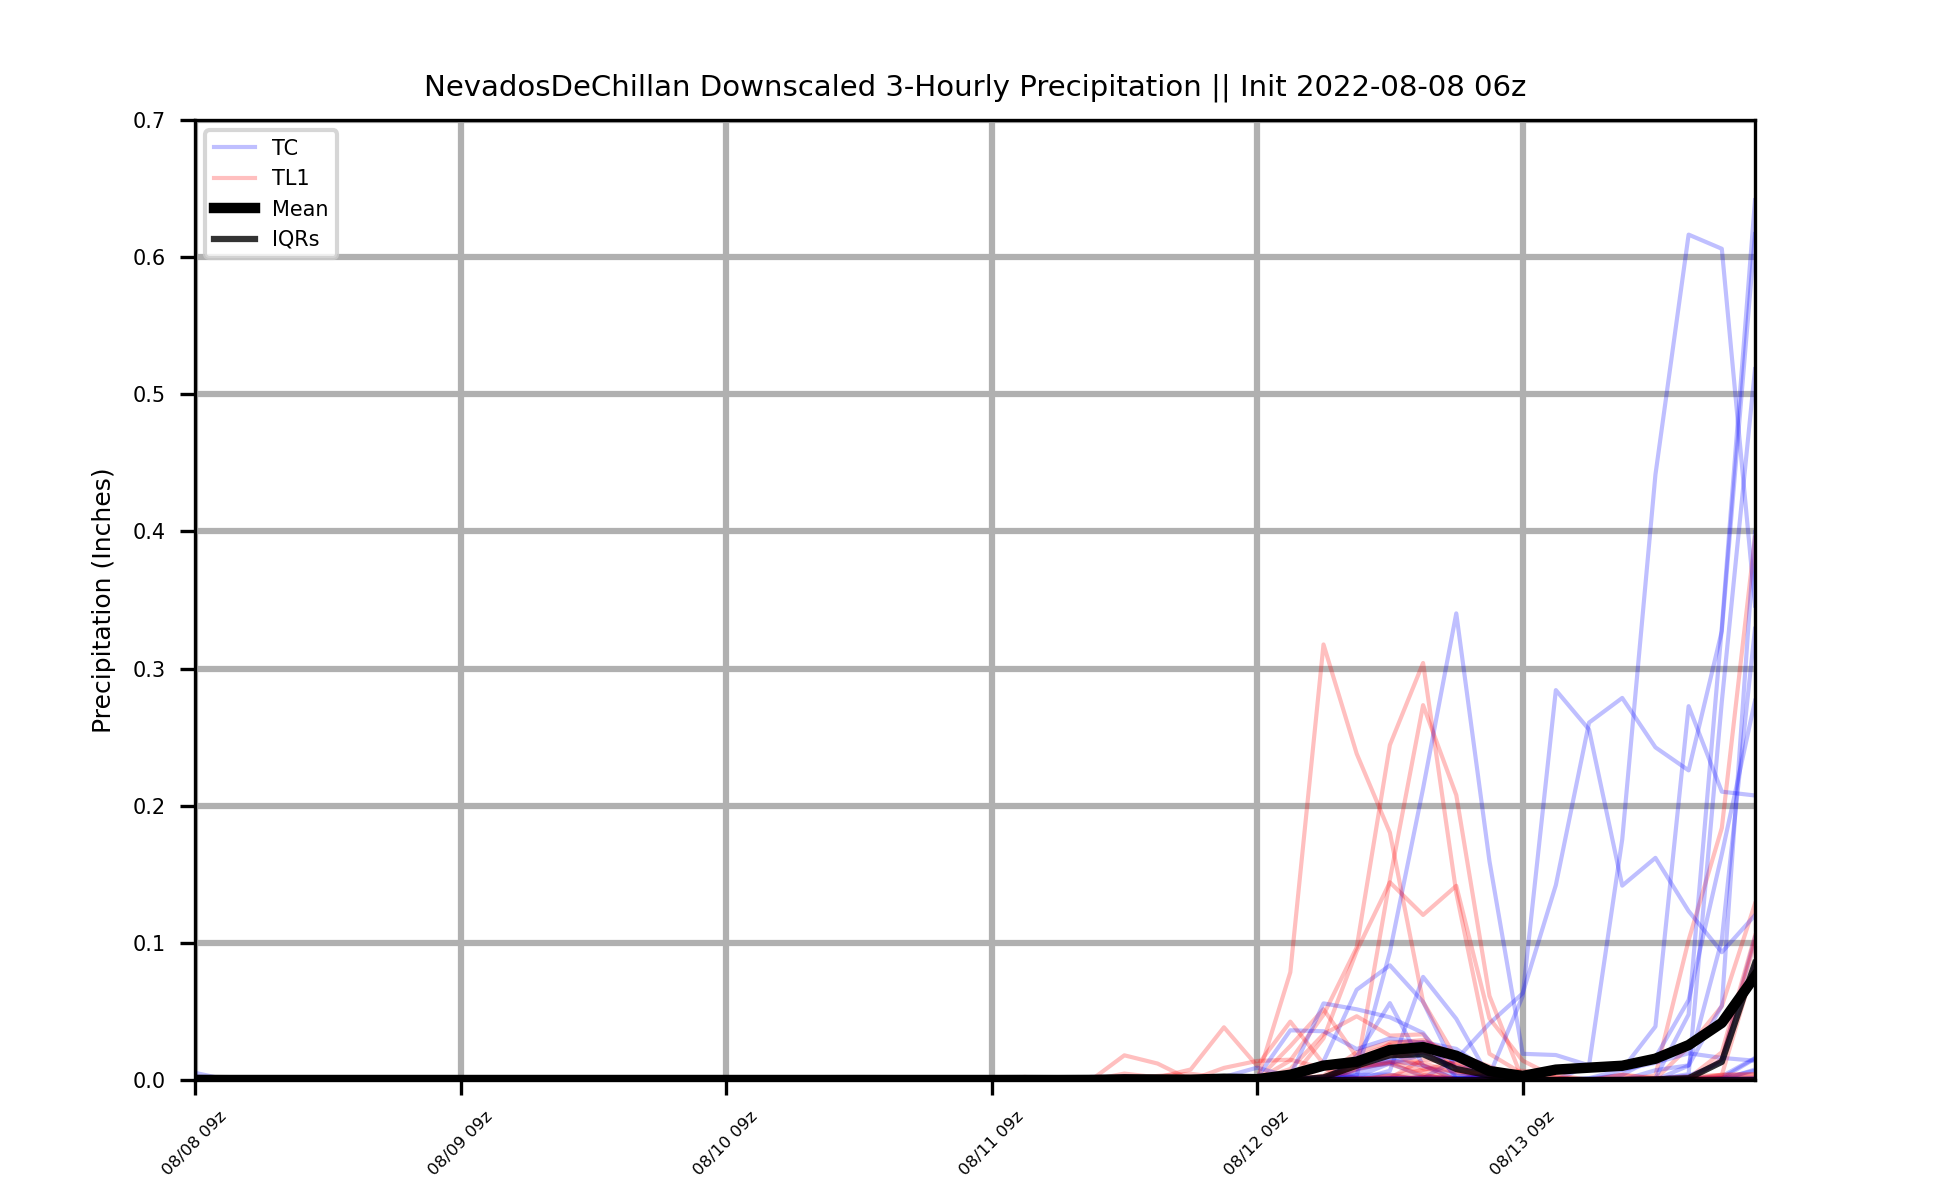 NevadosDeChillan Downscaled 3-Hourly Precipitation || Init 2022-08-08 06z
0.7
TC
TL1
Mean
IQRs
0.6
0.5
0.4
0.3
0.2
0.1
0.0
Precipitation (Inches)
08/08 09z
08/09 09z
08/10 09z
08/11 09z
08/12 09z
08/13 09z